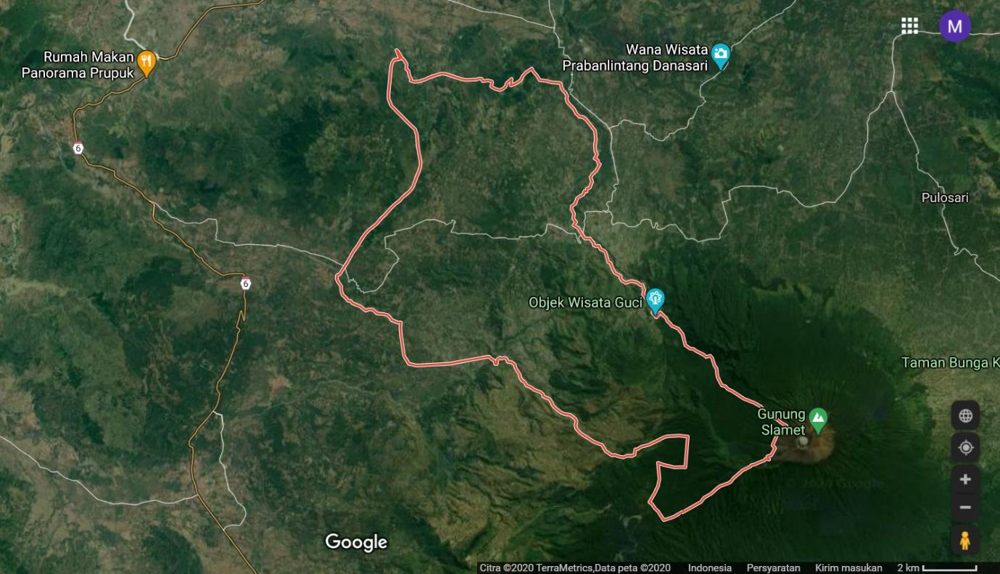 M
Rumah Makan
Panorama Prupuk
Wana Wisata
Prabanlintang Danasari
6
Pulosari
6
Objek Wisata Guci
Taman Bunga K
Gunung
Slamet
Google
Citra ©2020 TerraMetrics,Data peta ©2020 Indonesia Persyaratan Kirim masukan 2 km